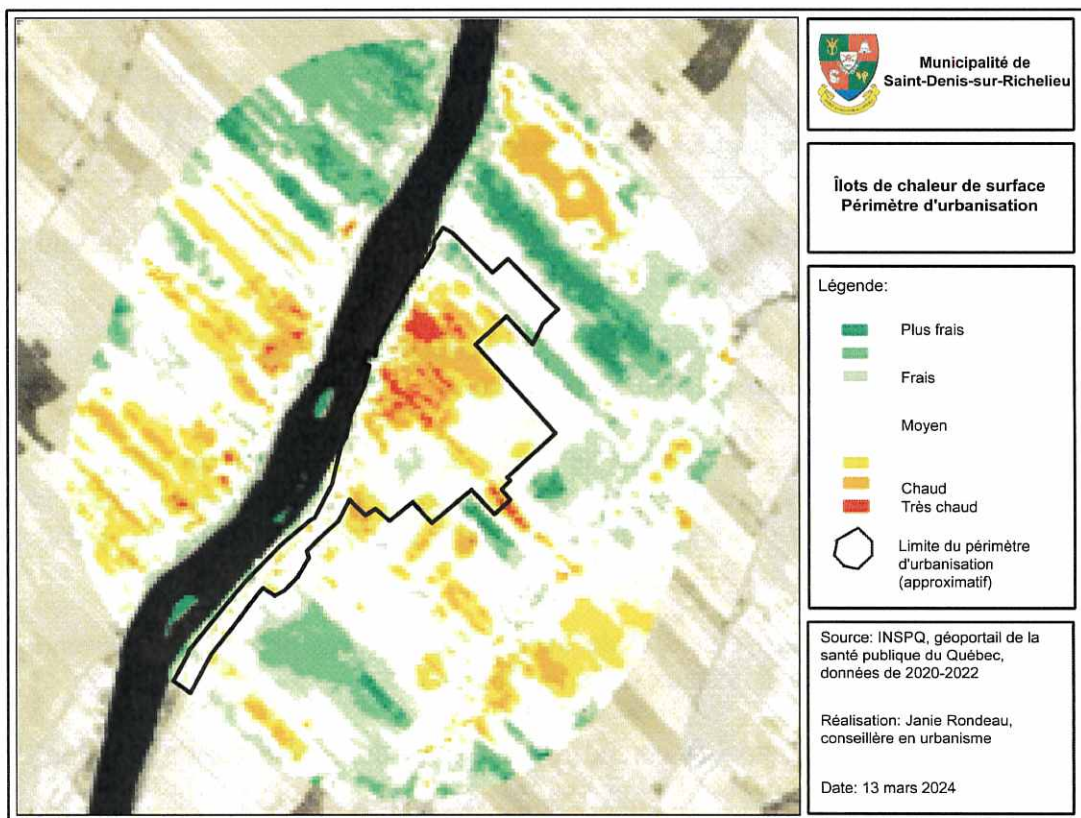 Municipalité de
Saint-Denis-sur-Richelieu
Îlots de chaleur de surface
Périmètre d'urbanisation
Légende:
Plus frais
Frais
Moyen
Chaud
Très chaud
Limite du périmètre
d'urbanisation
(approximatif)
Source: INSPQ, géoportail de la
santé publique du Québec,
données de 2020-2022
Réalisation: Janie Rondeau,
conseillère en urbanisme
Date: 13 mars 2024